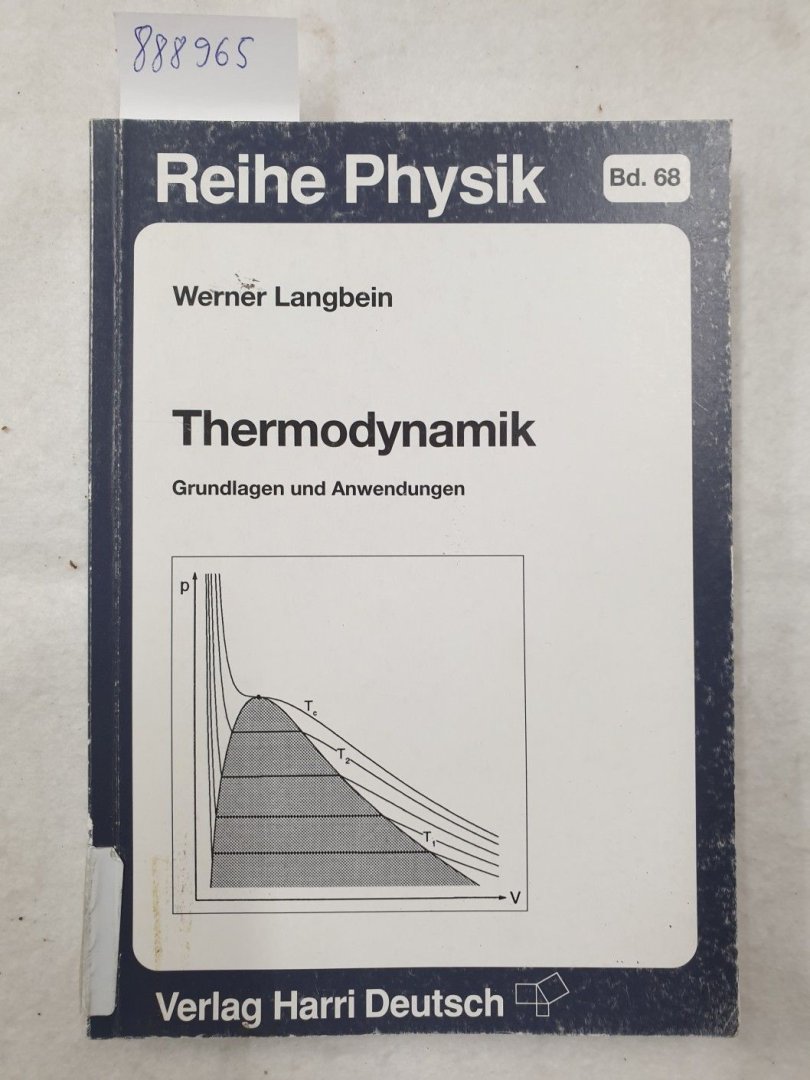 888965
Reihe Physik
Bd. 68
Werner Langbein
Thermodynamik
Grundlagen und Anwendungen
p
Tc
T2
T1
V
Verlag Harri Deutsch